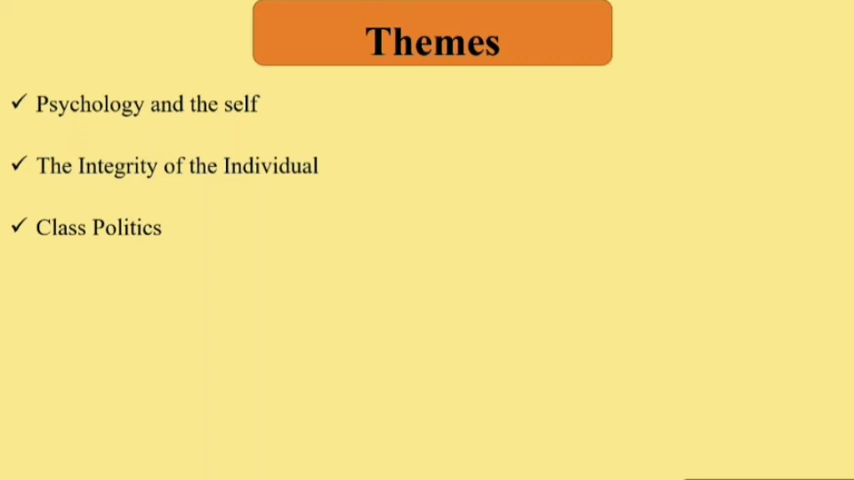 Themes
✓ Psychology and the self
✓ The Integrity of the Individual
✓ Class Politics